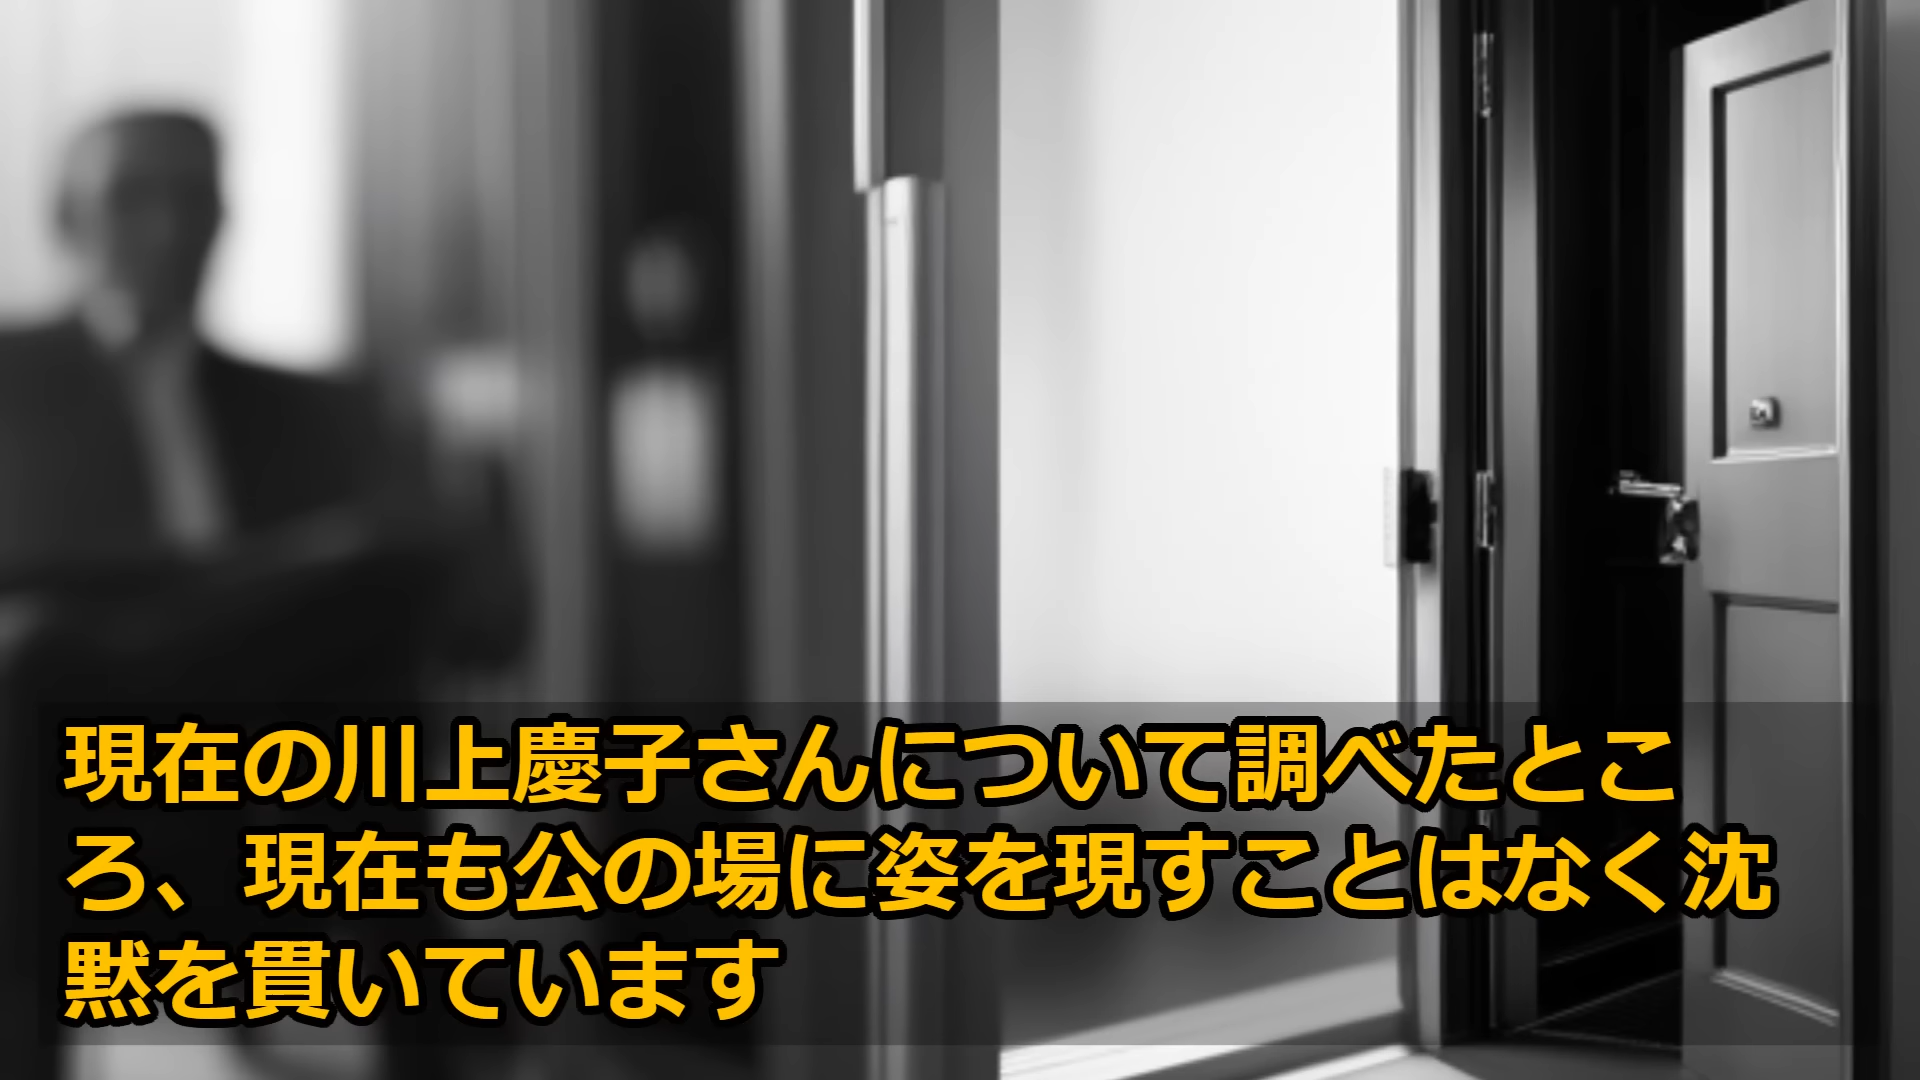 現在の川上慶子さんについて調べたとこ
ろ、現在も公の場に姿を現すことはなく沈
黙を貫いています